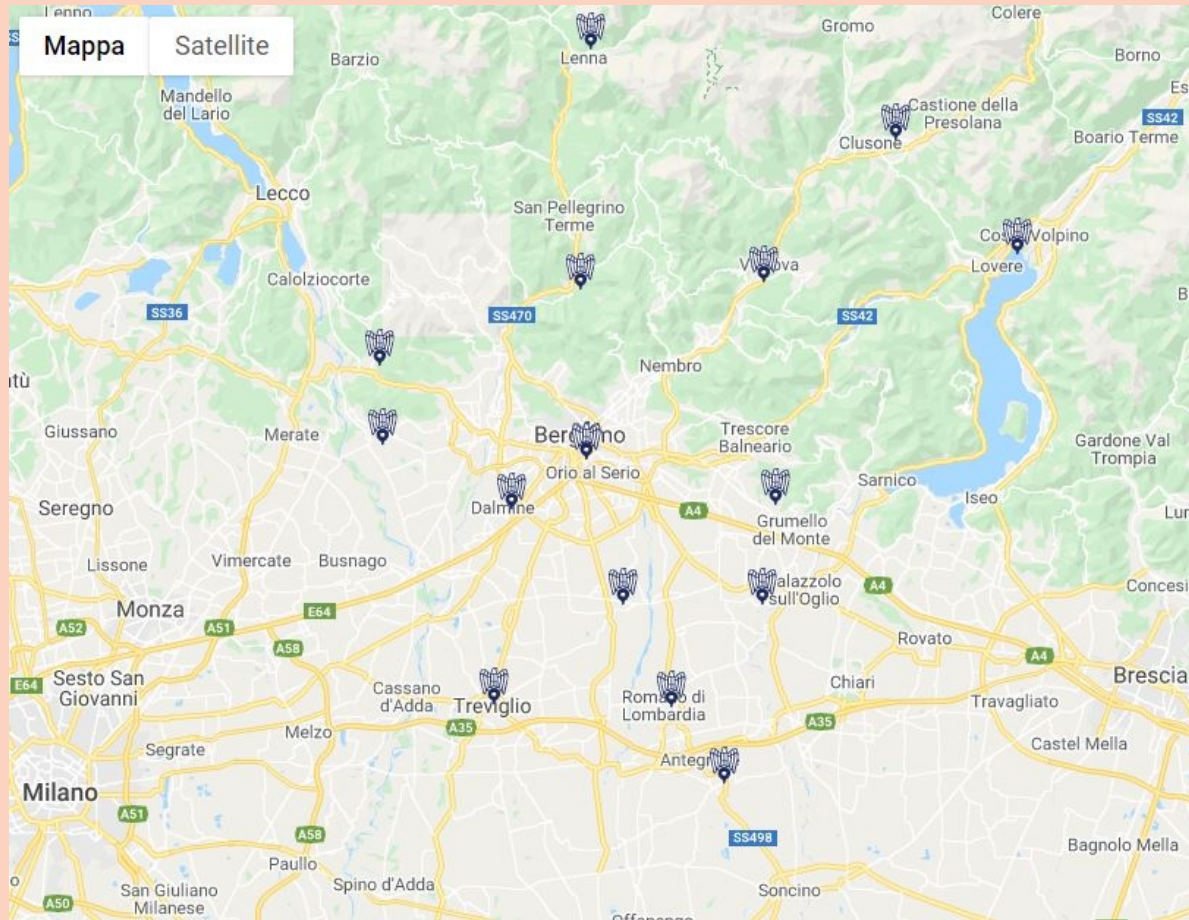 Lenno
Mappa
Satellite
Lenna
Gromo
Colere
Barzio
Borno
Mandello
del Lario
Castione della
Presolana
SS42
Clusone
Boario Terme
Lecco
San Pellegrino
Terme
Lovere
Calolziocorte
SS36
SS470
SS42
Nembro
Giussano
Merate
Trescore
Balneario
Gardone Val
Trompia
Orio al Serio
Sarnico
Iseo
Seregno
Dalmine
A4
Grumello
del Monte
Lissone
Vimercate
Busnago
A4
Monza
E64
sull'Oglio
A52
A51
A58
Rovato
A4
E64
Sesto San
Giovanni
Cassano
d'Adda
Treviglio
Lombardia
Chiari
Brescia
Travagliato
A35
A35
Melzo
Segrate
Castel Mella
Milano
A51
A58
SS498
Bagnolo Mella
Paullo
Spino d'Adda
San Giuliano
Milanese
A50
Soncino